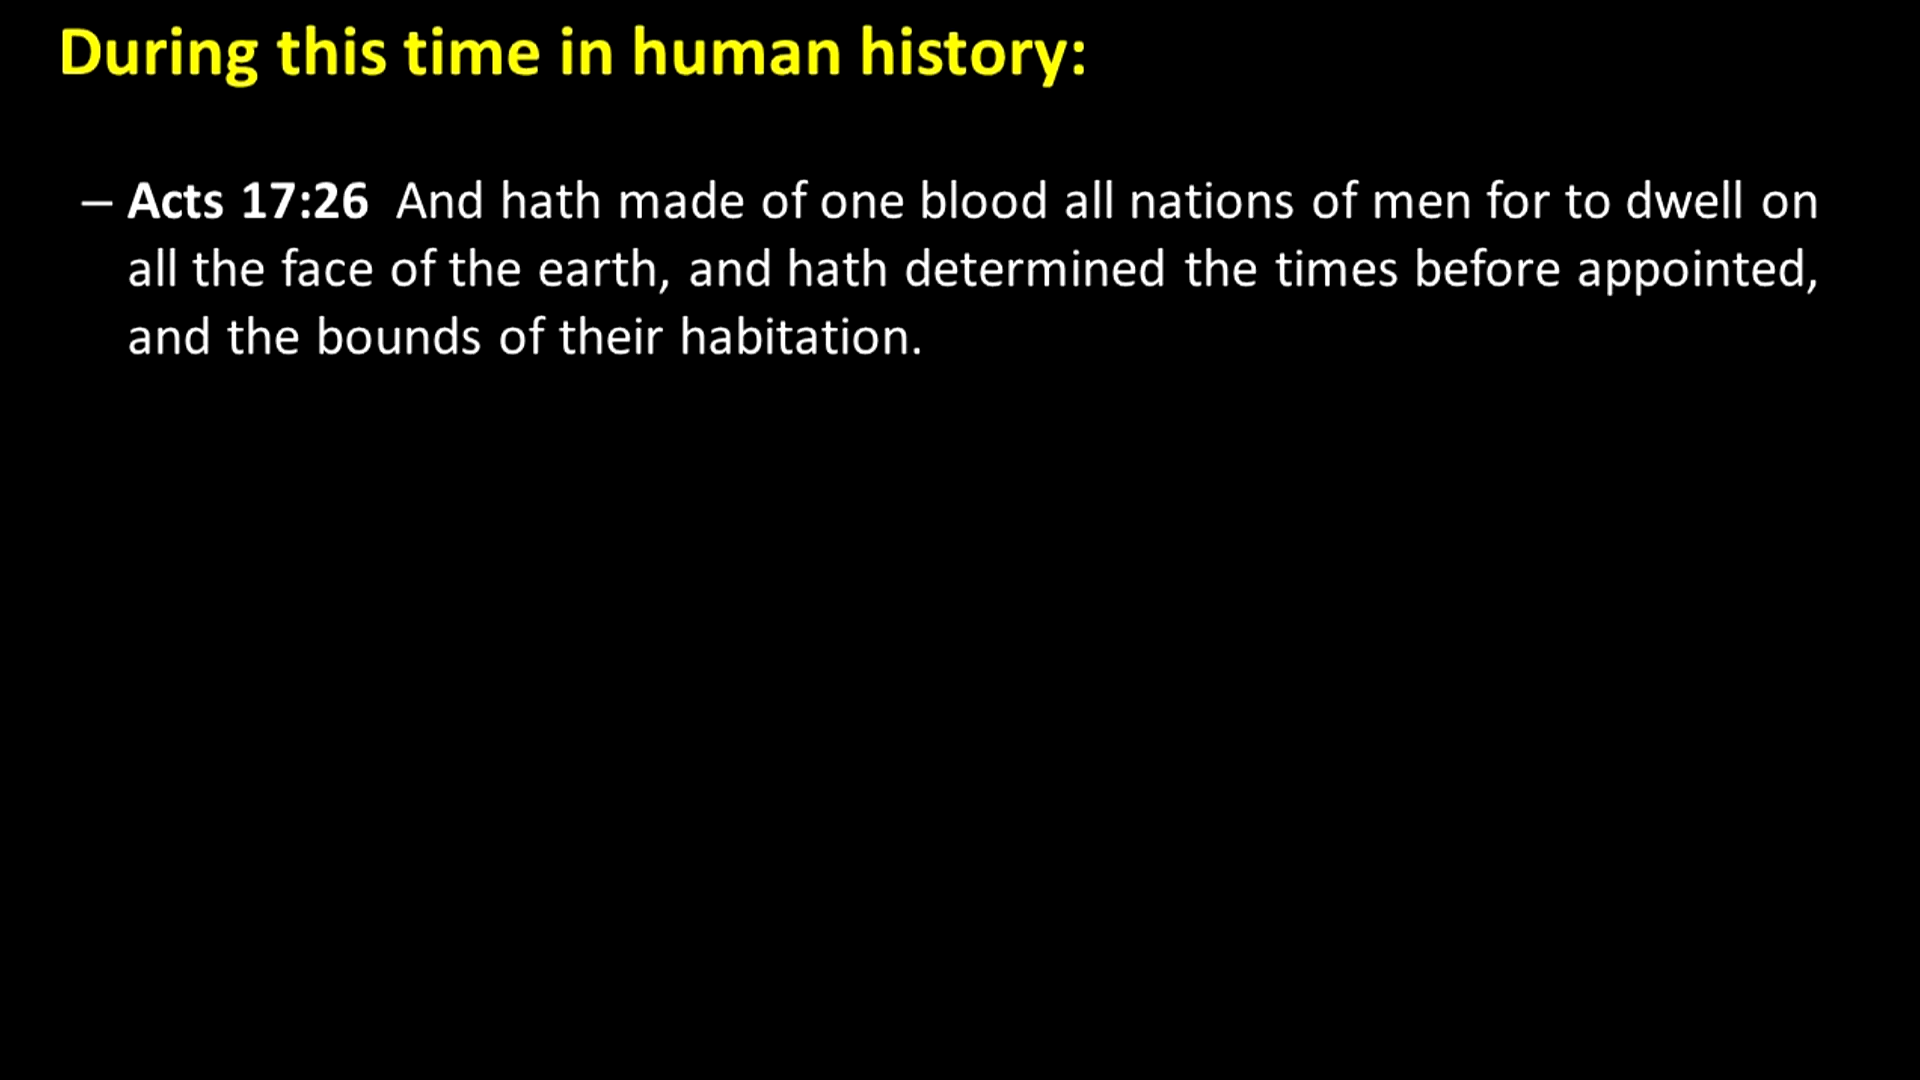 During this time in human history:
– Acts 17:26  And hath made of one blood all nations of men for to dwell on
all the face of the earth, and hath determined the times before appointed,
and the bounds of their habitation.